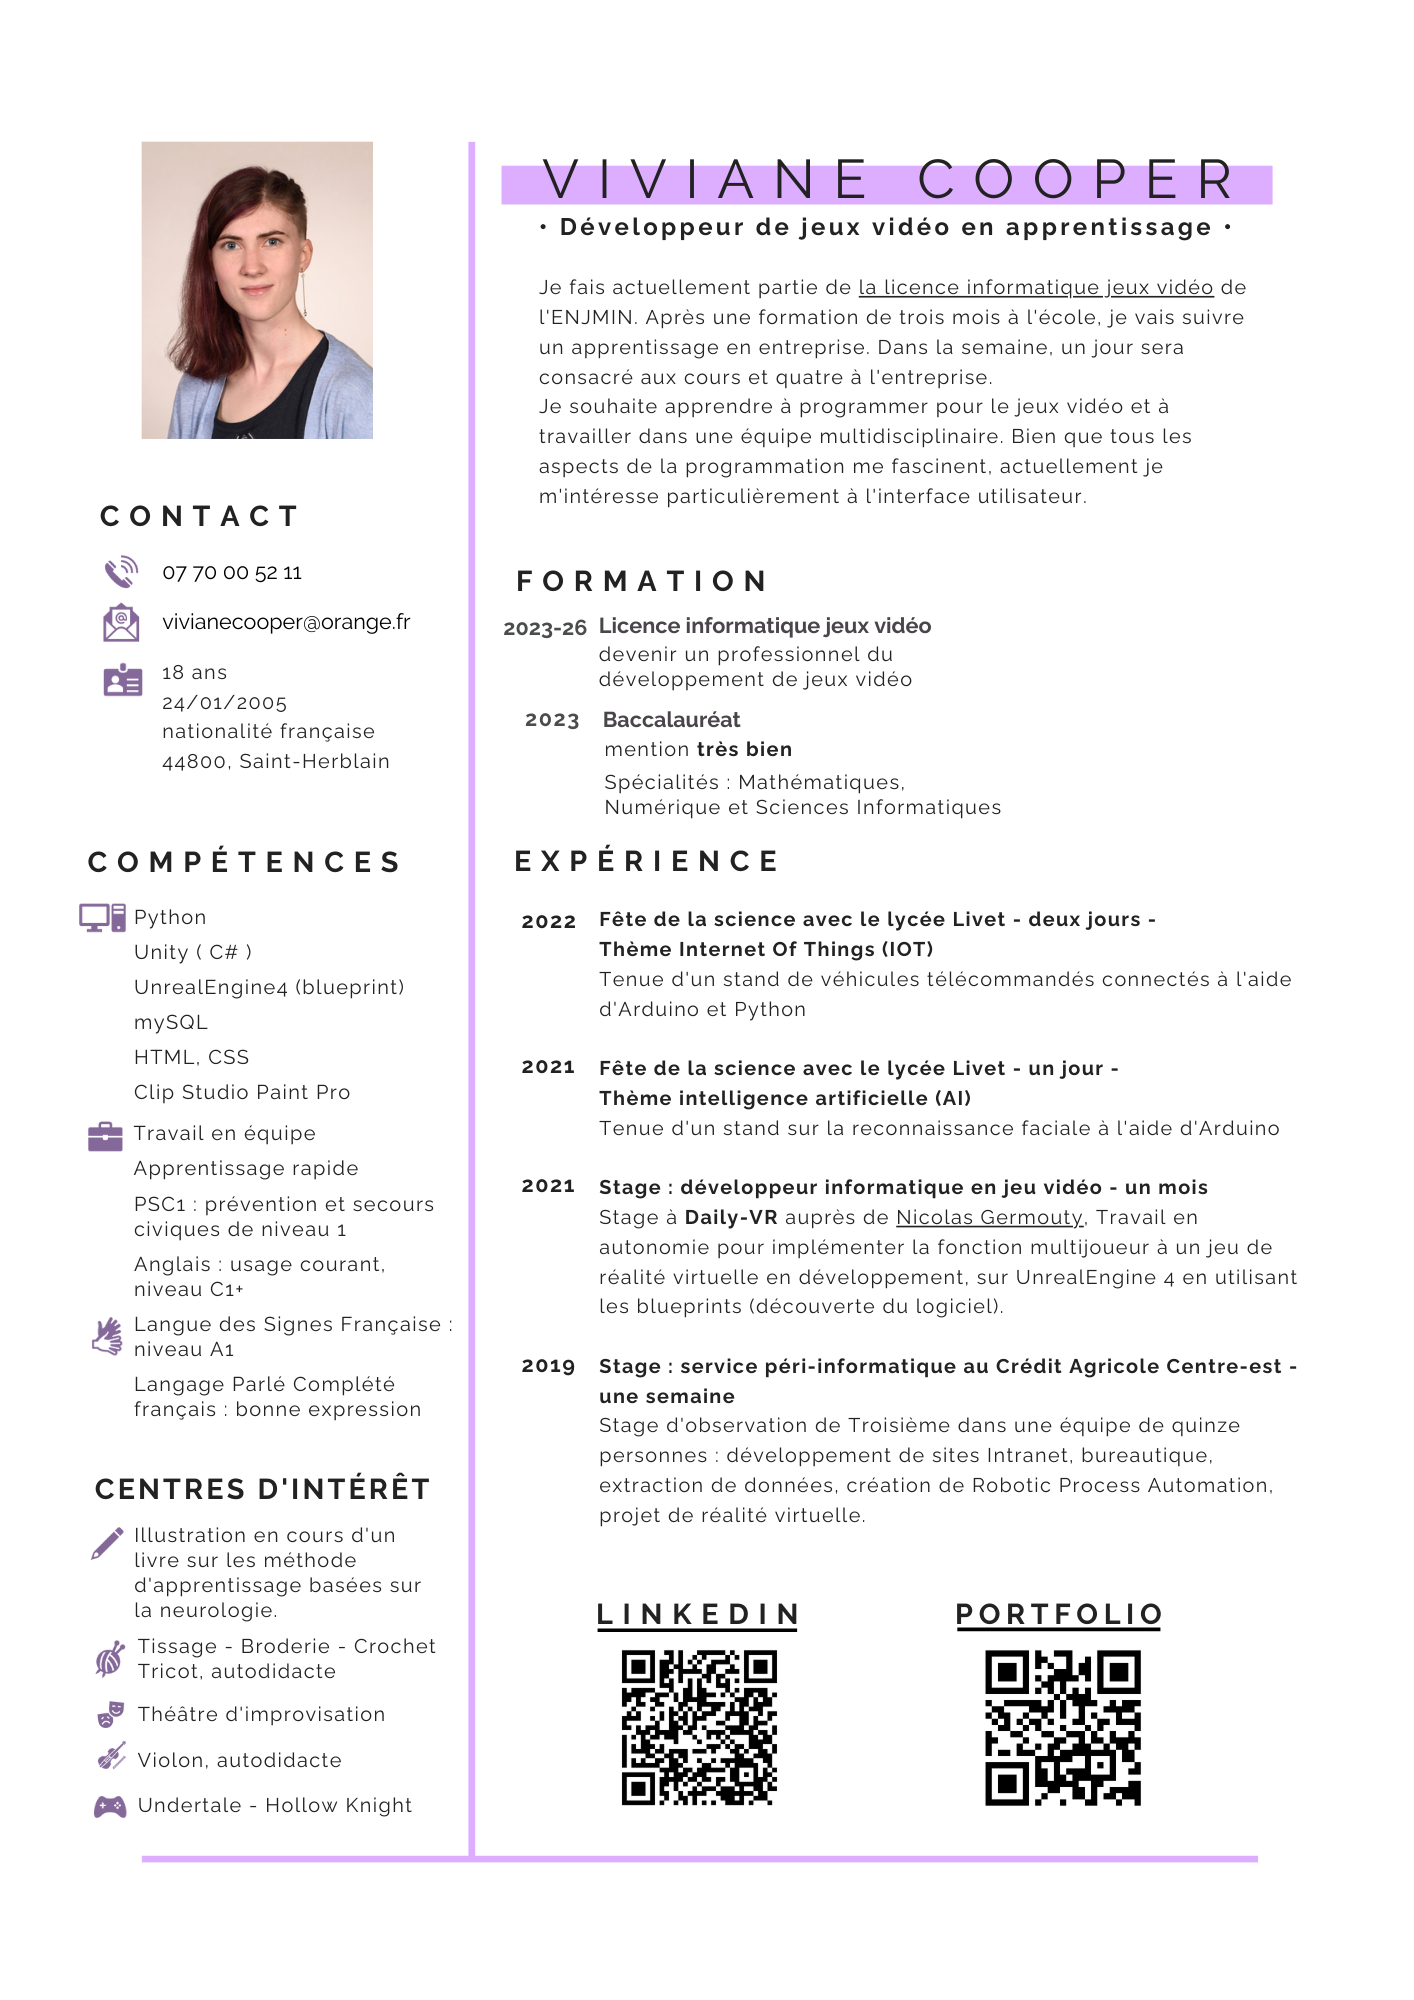 VIVIANE COOPER
• Développeur de jeux vidéo en apprentissage •
Je fais actuellement partie de la licence informatique jeux vidéo de
l'ENJMIN. Après une formation de trois mois à l'école, je vais suivre
un apprentissage en entreprise. Dans la semaine, un jour sera
consacré aux cours et quatre à l'entreprise.
Je souhaite apprendre à programmer pour le jeux vidéo et à
travailler dans une équipe multidisciplinaire. Bien que tous les
aspects de la programmation me fascinent, actuellement je
m'intéresse particulièrement à l'interface utilisateur.
CONTACT
07 70 00 52 11
@
vivianecooper@orange.fr
18 ans
24/01/2005
nationalité française
44800, Saint-Herblain
COMPÉTENCES
Python
Unity ( C# )
UnrealEngine4 (blueprint)
mySQL
HTML, CSS
Clip Studio Paint Pro
Travail en équipe
Apprentissage rapide
PSC1 : prévention et secours
civiques de niveau 1
Anglais : usage courant,
niveau C1+
Langue des Signes Française :
niveau A1
Langage Parlé Complété
français : bonne expression
CENTRES D'INTÉRÊT
Illustration en cours d'un
livre sur les méthode
d'apprentissage basées sur
la neurologie.
Tissage - Broderie - Crochet
Tricot, autodidacte
Théâtre d'improvisation
Violon, autodidacte
Undertale - Hollow Knight
FORMATION
2023-26 Licence informatique jeux vidéo
devenir un professionnel du
développement de jeux vidéo
2023 Baccalauréat
mention très bien
Spécialités : Mathématiques,
Numérique et Sciences Informatiques
EXPÉRIENCE
2022 Fête de la science avec le lycée Livet - deux jours -
Thème Internet Of Things (IOT)
Tenue d'un stand de véhicules télécommandés connectés à l'aide
d'Arduino et Python
2021 Fête de la science avec le lycée Livet - un jour -
Thème intelligence artificielle (AI)
Tenue d'un stand sur la reconnaissance faciale à l'aide d'Arduino
2021 Stage : développeur informatique en jeu vidéo - un mois
Stage à Daily-VR auprès de Nicolas Germouty, Travail en
autonomie pour implémenter la fonction multijoueur à un jeu de
réalité virtuelle en développement, sur UnrealEngine 4 en utilisant
les blueprints (découverte du logiciel).
2019 Stage : service péri-informatique au Crédit Agricole Centre-est -
une semaine
Stage d'observation de Troisième dans une équipe de quinze
personnes : développement de sites Intranet, bureautique,
extraction de données, création de Robotic Process Automation,
projet de réalité virtuelle.
LINKEDIN
PORTFOLIO